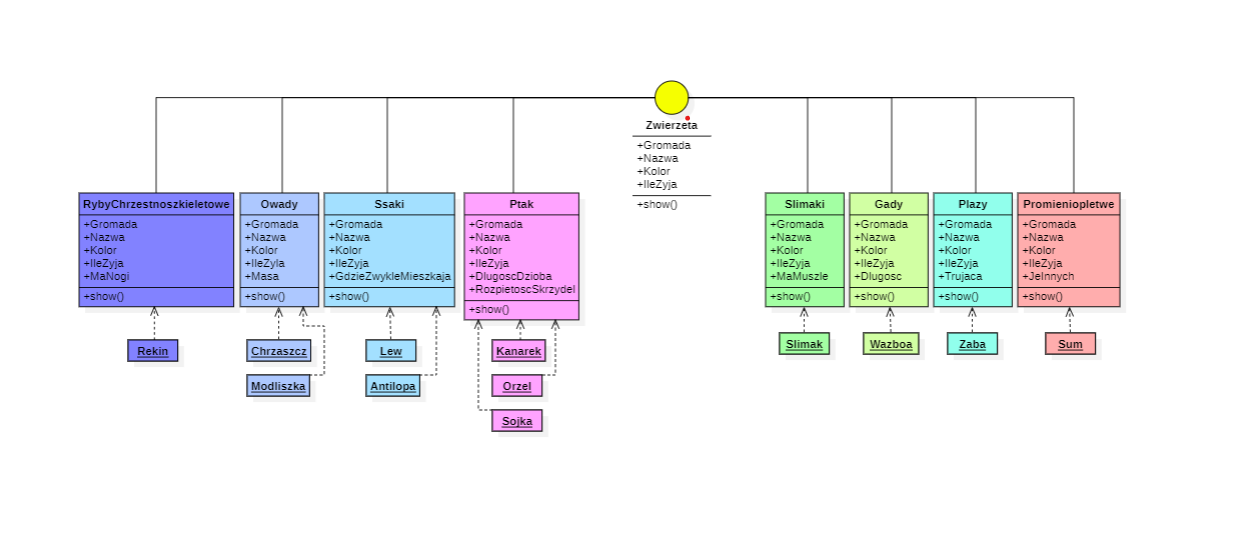 Zwierzeta
+Gromada
+Nazwa
+Kolor
+IleZyja
+show()
RybyChrzestnoszkieletowe
+Gromada
+Nazwa
+Kolor
+IleZyja
+MaNogi
+show()
Owady
+Gromada
+Nazwa
+Kolor
+IleZyla
+Masa
+show()
Ssaki
+Gromada
+Nazwa
+Kolor
+IleZyja
+GdzieZwykleMieszkaja
+show()
Ptak
+Gromada
+Nazwa
+Kolor
+IleZyja
+DlugoscDzioba
+RozpietoscSkrzydel
+show()
Slimaki
+Gromada
+Nazwa
+Kolor
+IleZyja
+MaMuszle
+show()
Gady
+Gromada
+Nazwa
+Kolor
+IleZyja
+Dlugosc
+show()
Plazy
+Gromada
+Nazwa
+Kolor
+IleZyja
+Trujaca
+show()
Promieniopletwe
+Gromada
+Nazwa
+Kolor
+IleZyja
+JeInnych
+show()
Rekin
Chrzaszcz
Modliszka
Lew
Antilopa
Kanarek
Orzel
Sojka
Slimak
Wazboa
Zaba
Sum